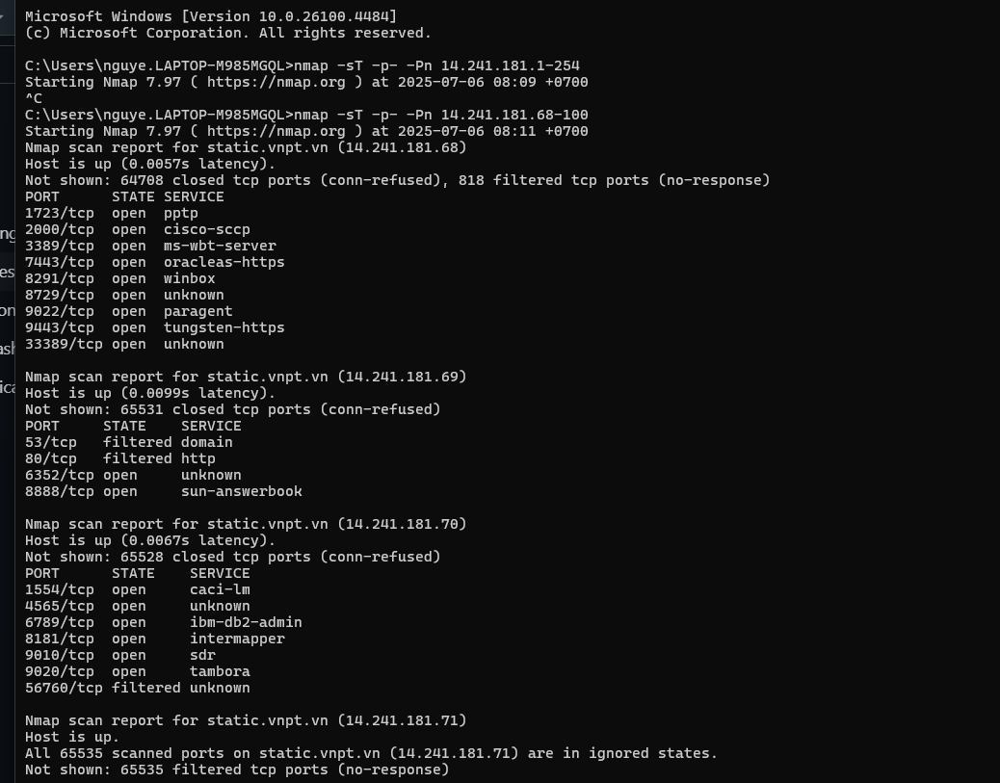 Microsoft Windows [Version 10.0.26100.4484]
(c) Microsoft Corporation. All rights reserved.
C:\Users\nguye.LAPTOP-M985MGQL>nmap -sT -p- -Pn 14.241.181.1-254
Starting Nmap 7.97 ( https://nmap.org ) at 2025-07-06 08:09 +0700
^C
C:\Users\nguye.LAPTOP-M985MGQL>nmap -sT -p- -Pn 14.241.181.68-100
Starting Nmap 7.97 ( https://nmap.org ) at 2025-07-06 08:11 +0700
Nmap scan report for static.vnpt.vn (14.241.181.68)
Host is up (0.0057s latency).
Not shown: 64708 closed tcp ports (conn-refused), 818 filtered tcp ports (no-response)
PORT      STATE SERVICE
1723/tcp  open  pptp
2000/tcp  open  cisco-sccp
3389/tcp  open  ms-wbt-server
7443/tcp  open  oracleas-https
8291/tcp  open  winbox
8729/tcp  open  unknown
9022/tcp  open  paragent
9443/tcp  open  tungsten-https
33389/tcp open  unknown
Nmap scan report for static.vnpt.vn (14.241.181.69)
Host is up (0.0099s latency).
Not shown: 65531 closed tcp ports (conn-refused)
PORT     STATE    SERVICE
53/tcp   filtered domain
80/tcp   filtered http
6352/tcp open     unknown
8888/tcp open     sun-answerbook
Nmap scan report for static.vnpt.vn (14.241.181.70)
Host is up (0.0067s latency).
Not shown: 65528 closed tcp ports (conn-refused)
PORT      STATE    SERVICE
1554/tcp  open     caci-lm
4565/tcp  open     unknown
6789/tcp  open     ibm-db2-admin
8181/tcp  open     intermapper
9010/tcp  open     sdr
9020/tcp  open     tambora
56760/tcp filtered unknown
Nmap scan report for static.vnpt.vn (14.241.181.71)
Host is up.
All 65535 scanned ports on static.vnpt.vn (14.241.181.71) are in ignored states.
Not shown: 65535 filtered tcp ports (no-response)